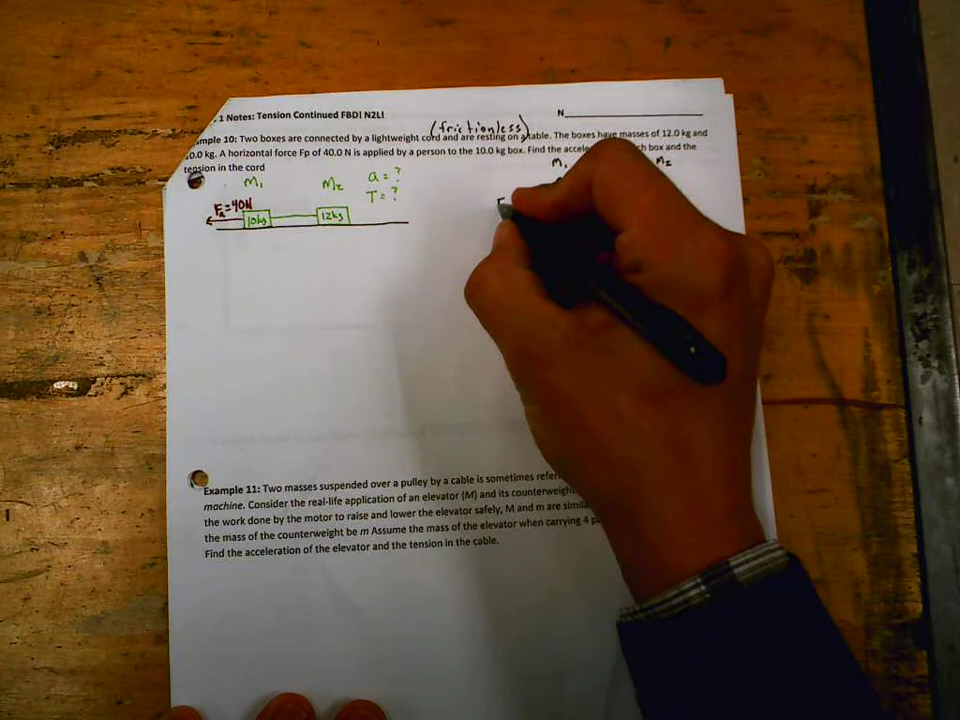 1 Notes: Tension Continued FBD! N2L! N
(frictionless)
mple 10: Two boxes are connected by a lightweight cord and are resting on a table. The boxes have masses of 12.0 kg and
10.0 kg. A horizontal force Fp of 40.0 N is applied by a person to the 10.0 kg box. Find the box and the
tension in the cord
M₁ M₂
M₁ M₂ a = ?
T = ?
=40N
10kg 12kg
Example 11: Two masses suspended over a pulley by a cable is sometimes
machine. Consider the real-life application of an elevator (M) and its
the work done by the motor to raise and lower the elevator safely, M and m are
the mass of the counterweight be m Assume the mass of the elevator when carrying 4
Find the acceleration of the elevator and the tension in the cable.